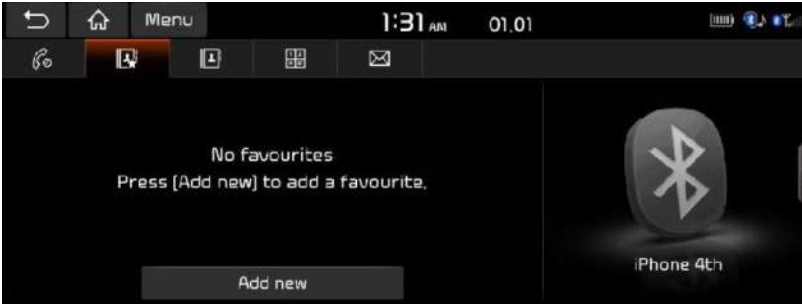 Menu
1:31 AM
01.01
No favourites
Press [Add new] to add a favourite.
Add new
iPhone 4th